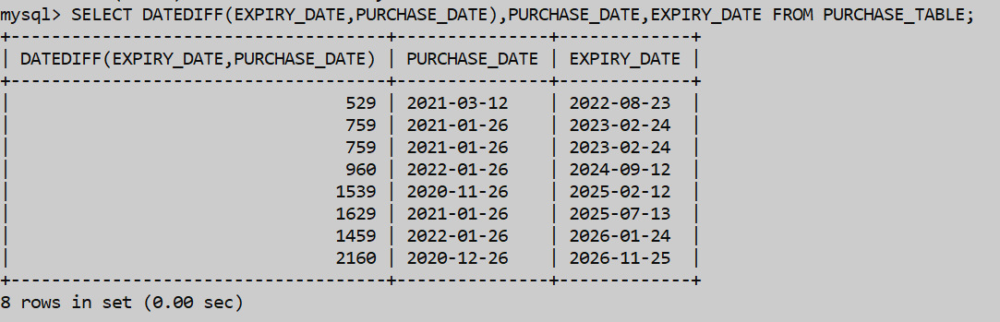 mysql> SELECT DATEDIFF(EXPIRY_DATE,PURCHASE_DATE),PURCHASE_DATE,EXPIRY_DATE FROM PURCHASE_TABLE;
+-------------------------------------+---------------+-------------+
| DATEDIFF(EXPIRY_DATE,PURCHASE_DATE) | PURCHASE_DATE | EXPIRY_DATE |
+-------------------------------------+---------------+-------------+
|                                 529 | 2021-03-12    | 2022-08-23  |
|                                 759 | 2021-01-26    | 2023-02-24  |
|                                 759 | 2021-01-26    | 2023-02-24  |
|                                 960 | 2022-01-26    | 2024-09-12  |
|                                1539 | 2020-11-26    | 2025-02-12  |
|                                1629 | 2021-01-26    | 2025-07-13  |
|                                1459 | 2022-01-26    | 2026-01-24  |
|                                2160 | 2020-12-26    | 2026-11-25  |
+-------------------------------------+---------------+-------------+
8 rows in set (0.00 sec)